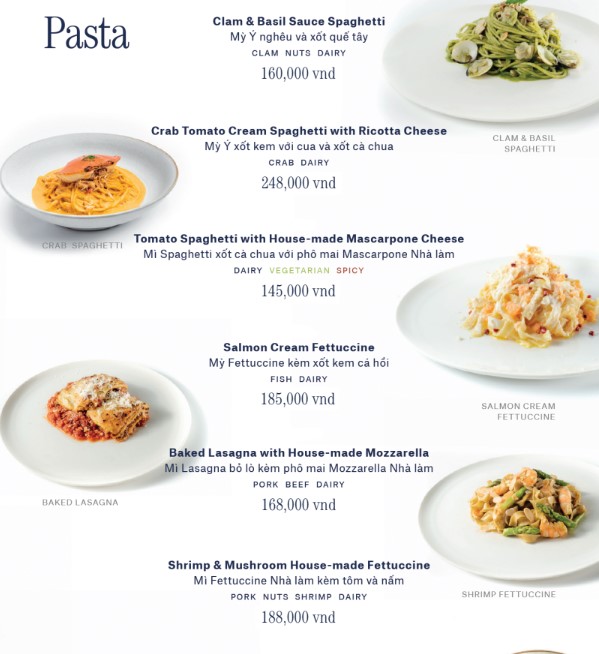 Pasta
Clam & Basil Sauce Spaghetti
Mỳ Ý nghêu và xốt quế tây
CLAM NUTS DAIRY
160,000 vnd
CLAM & BASIL
SPAGHETTI
Crab Tomato Cream Spaghetti with Ricotta Cheese
Mỳ Ý xốt kem với cua và xốt cà chua
CRAB DAIRY
248,000 vnd
CRAB SPAGHETTI
Tomato Spaghetti with House-made Mascarpone Cheese
Mì Spaghetti xốt cà chua với phô mai Mascarpone Nhà làm
DAIRY VEGETARIAN SPICY
145,000 vnd
Salmon Cream Fettuccine
Mỳ Fettuccine kèm xốt kem cá hồi
FISH DAIRY
185,000 vnd
SALMON CREAM
FETTUCCINE
Baked Lasagna with House-made Mozzarella
Mì Lasagna bỏ lò kèm phô mai Mozzarella Nhà làm
PORK BEEF DAIRY
168,000 vnd
BAKED LASAGNA
Shrimp & Mushroom House-made Fettuccine
Mì Fettuccine Nhà làm kèm tôm và nấm
PORK NUTS SHRIMP DAIRY
188,000 vnd
SHRIMP FETTUCCINE